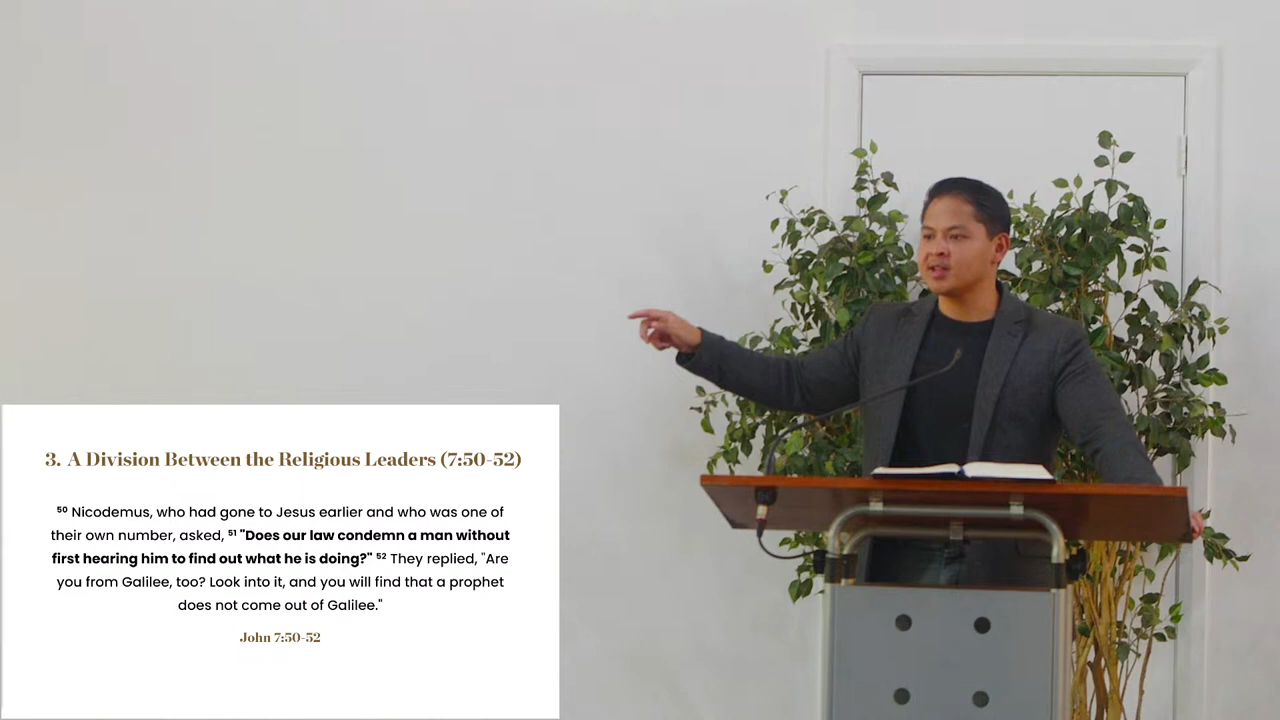 3. A Division Between the Religious Leaders (7:50-52)
⁵⁰ Nicodemus, who had gone to Jesus earlier and who was one of
their own number, asked, ⁵¹ "Does our law condemn a man without
first hearing him to find out what he is doing?" ⁵² They replied, "Are
you from Galilee, too? Look into it, and you will find that a prophet
does not come out of Galilee."
John 7:50-52